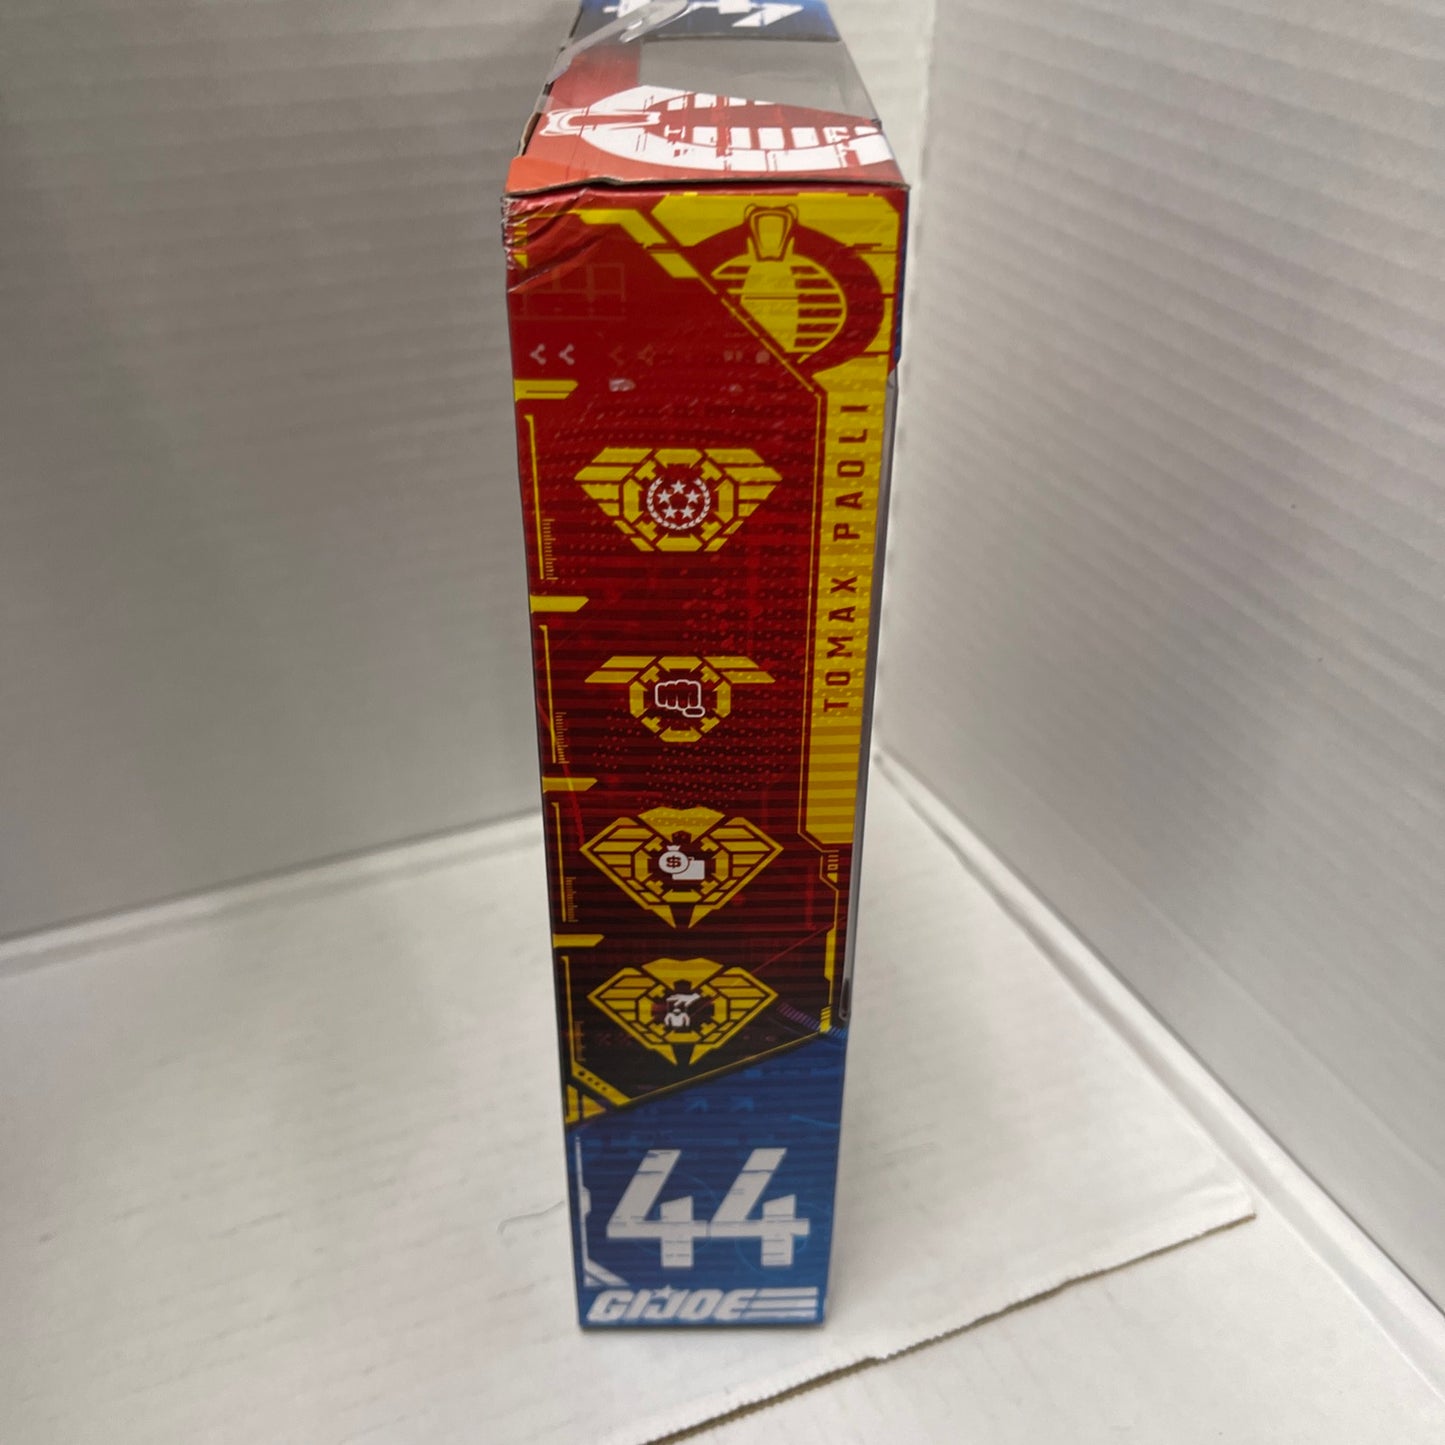 TOMAX PAOLI
$
44
GI JOE